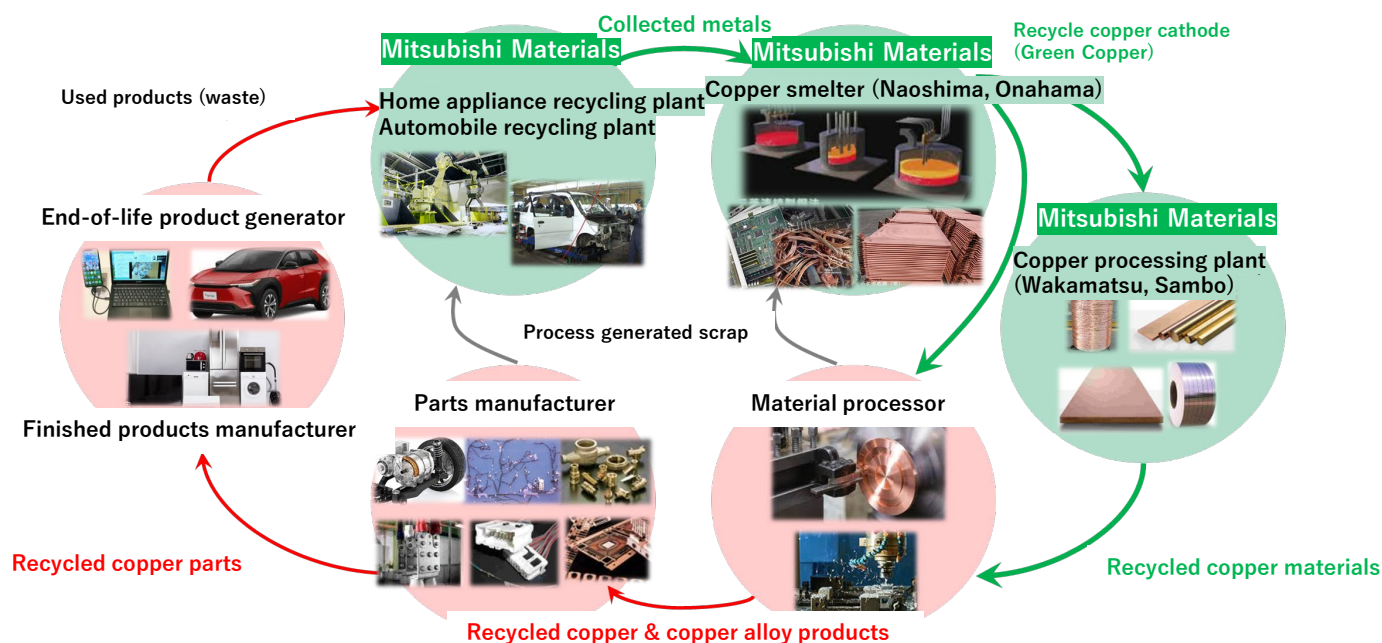 Collected metals
Recycle copper cathode
(Green Copper)
Mitsubishi Materials
Mitsubishi Materials
Used products (waste)
Home appliance recycling plant
Automobile recycling plant
Copper smelter (Naoshima, Onahama)
End-of-life product generator
Mitsubishi Materials
Copper processing plant
(Wakamatsu, Sambo)
Process generated scrap
Finished products manufacturer
Parts manufacturer
Material processor
Recycled copper parts
Recycled copper materials
Recycled copper & copper alloy products